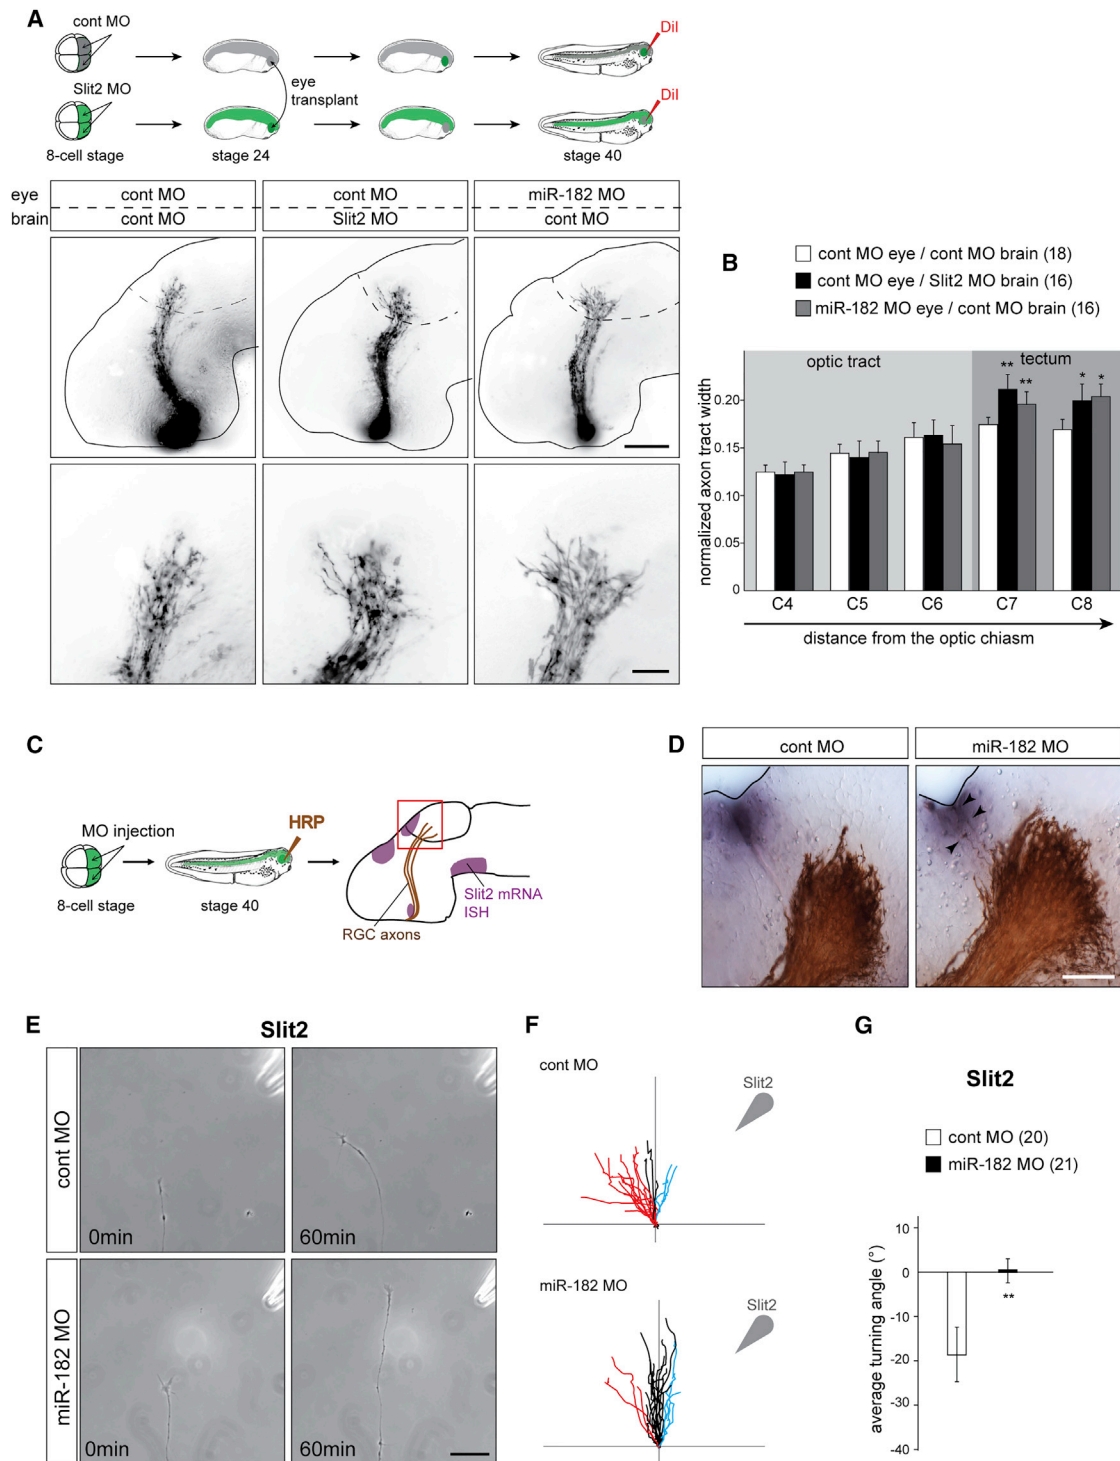 A
cont MO
Slit2 MO
8-cell stage
stage 24
eye
transplant
DiI
DiI
stage 40
eye
cont MO
cont MO
miR-182 MO
brain
cont MO
Slit2 MO
cont MO
B
cont MO eye / cont MO brain (18)
cont MO eye / Slit2 MO brain (16)
miR-182 MO eye / cont MO brain (16)
optic tract
tectum
** ** * *
normalized axon tract width
0.20
0.15
0.10
0.05
0
C4 C5 C6 C7 C8
distance from the optic chiasm
C
MO injection
HRP
8-cell stage
stage 40
RGC axons
Slit2 mRNA
ISH
D
cont MO
miR-182 MO
E
Slit2
cont MO
0min
60min
miR-182 MO
0min
60min
F
cont MO
Slit2
miR-182 MO
Slit2
G
Slit2
cont MO (20)
miR-182 MO (21)
average turning angle (°)
10
0
-10
-20
-30
-40
**